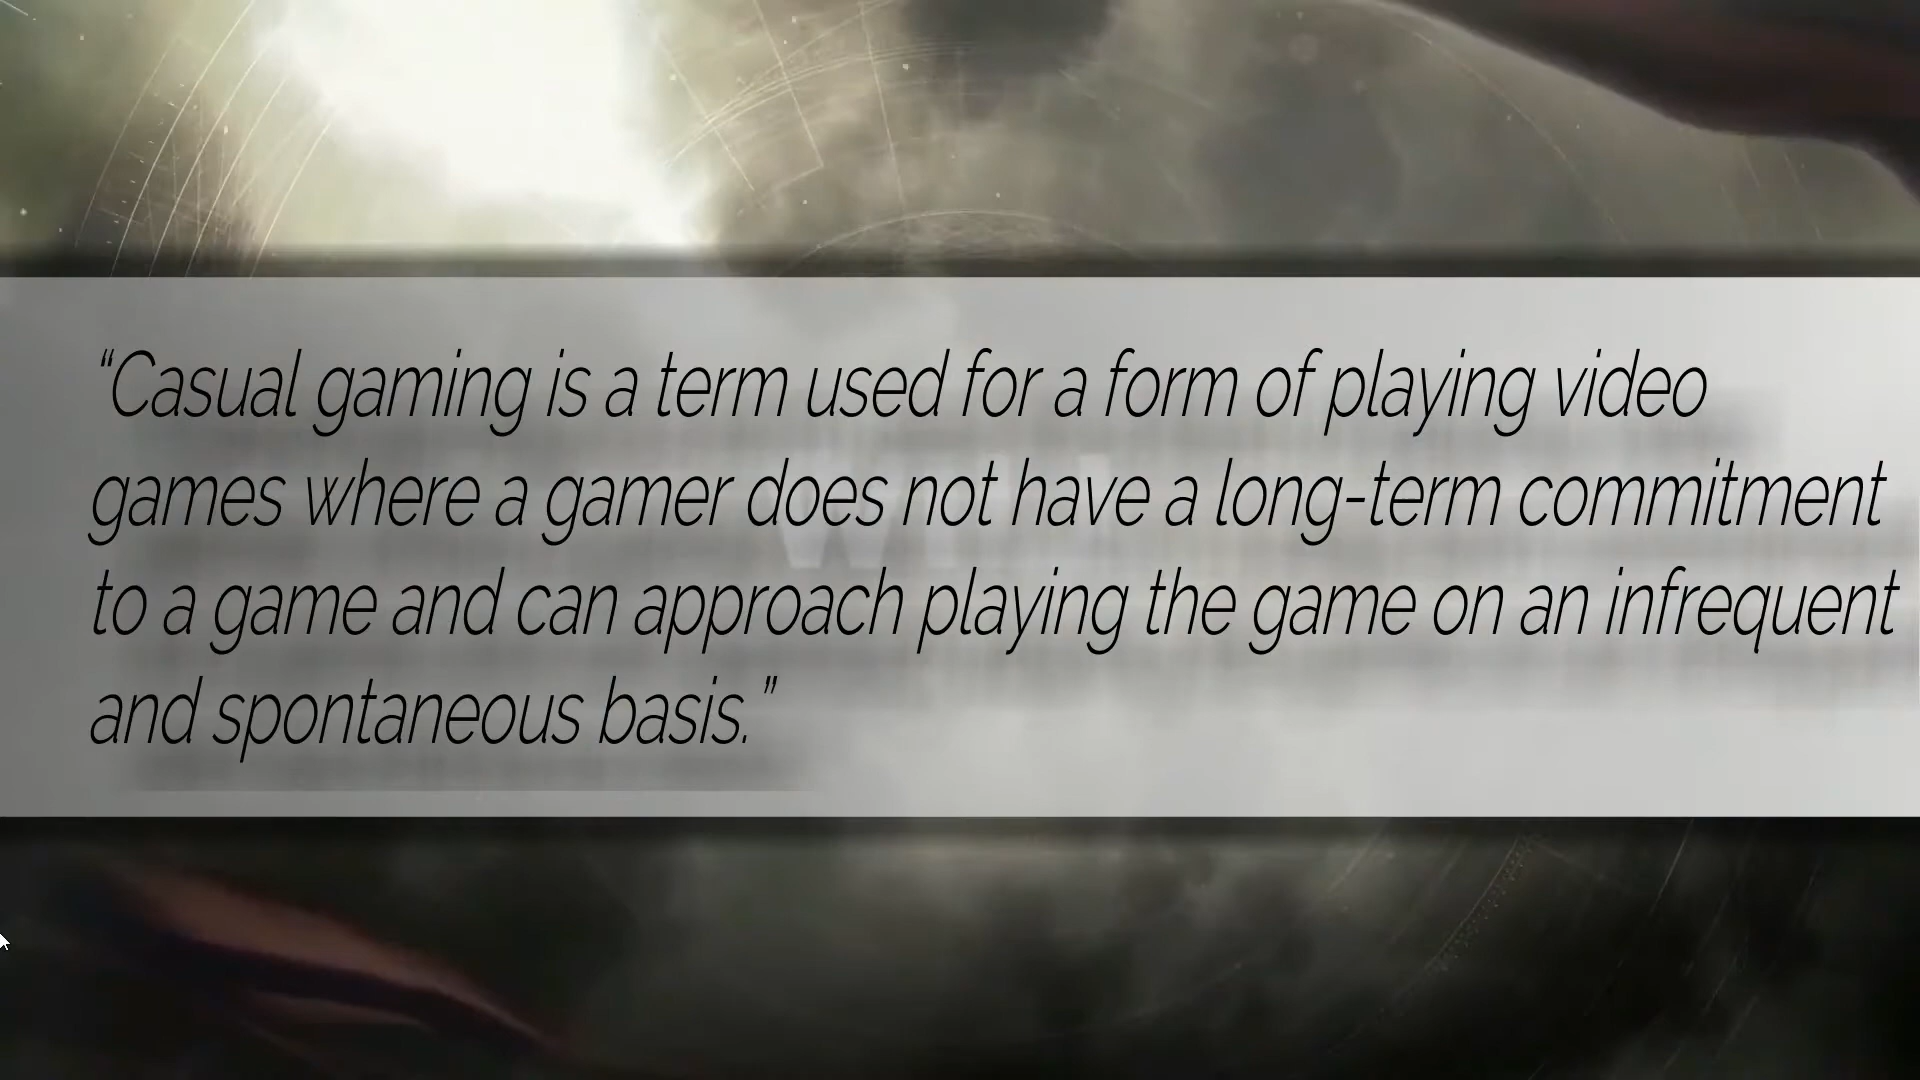 “Casual gaming is a term used for a form of playing video
games where a gamer does not have a long-term commitment
to a game and can approach playing the game on an infrequent
and spontaneous basis.”